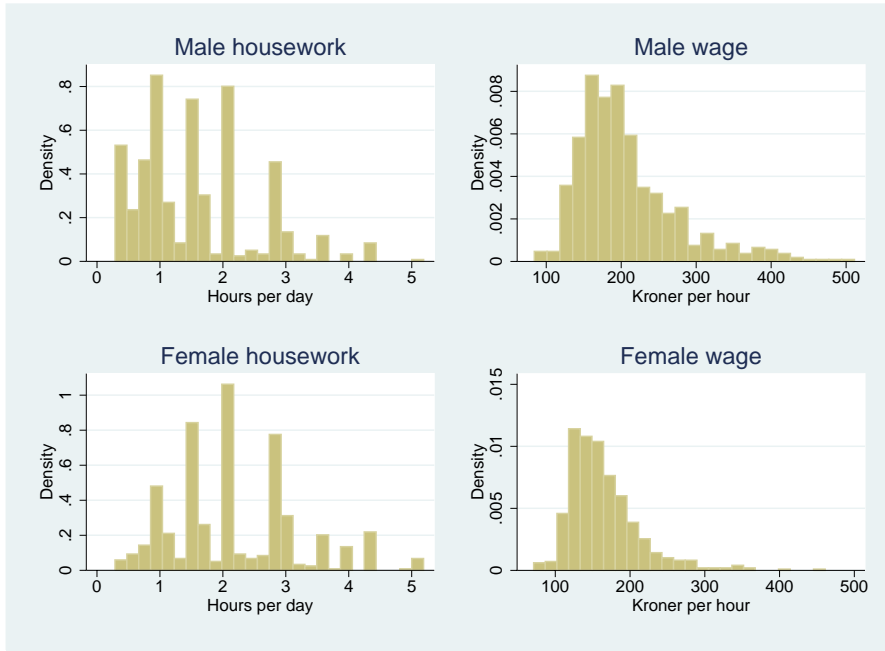 Male housework
Density
0 .2 .4 .6 .8
0 1 2 3 4 5
Hours per day
Male wage
Density
0 .002 .004 .006 .008
100 200 300 400 500
Kroner per hour
Female housework
Density
0 .2 .4 .6 .8 1
0 1 2 3 4 5
Hours per day
Female wage
Density
0 .005 .01 .015
100 200 300 400 500
Kroner per hour